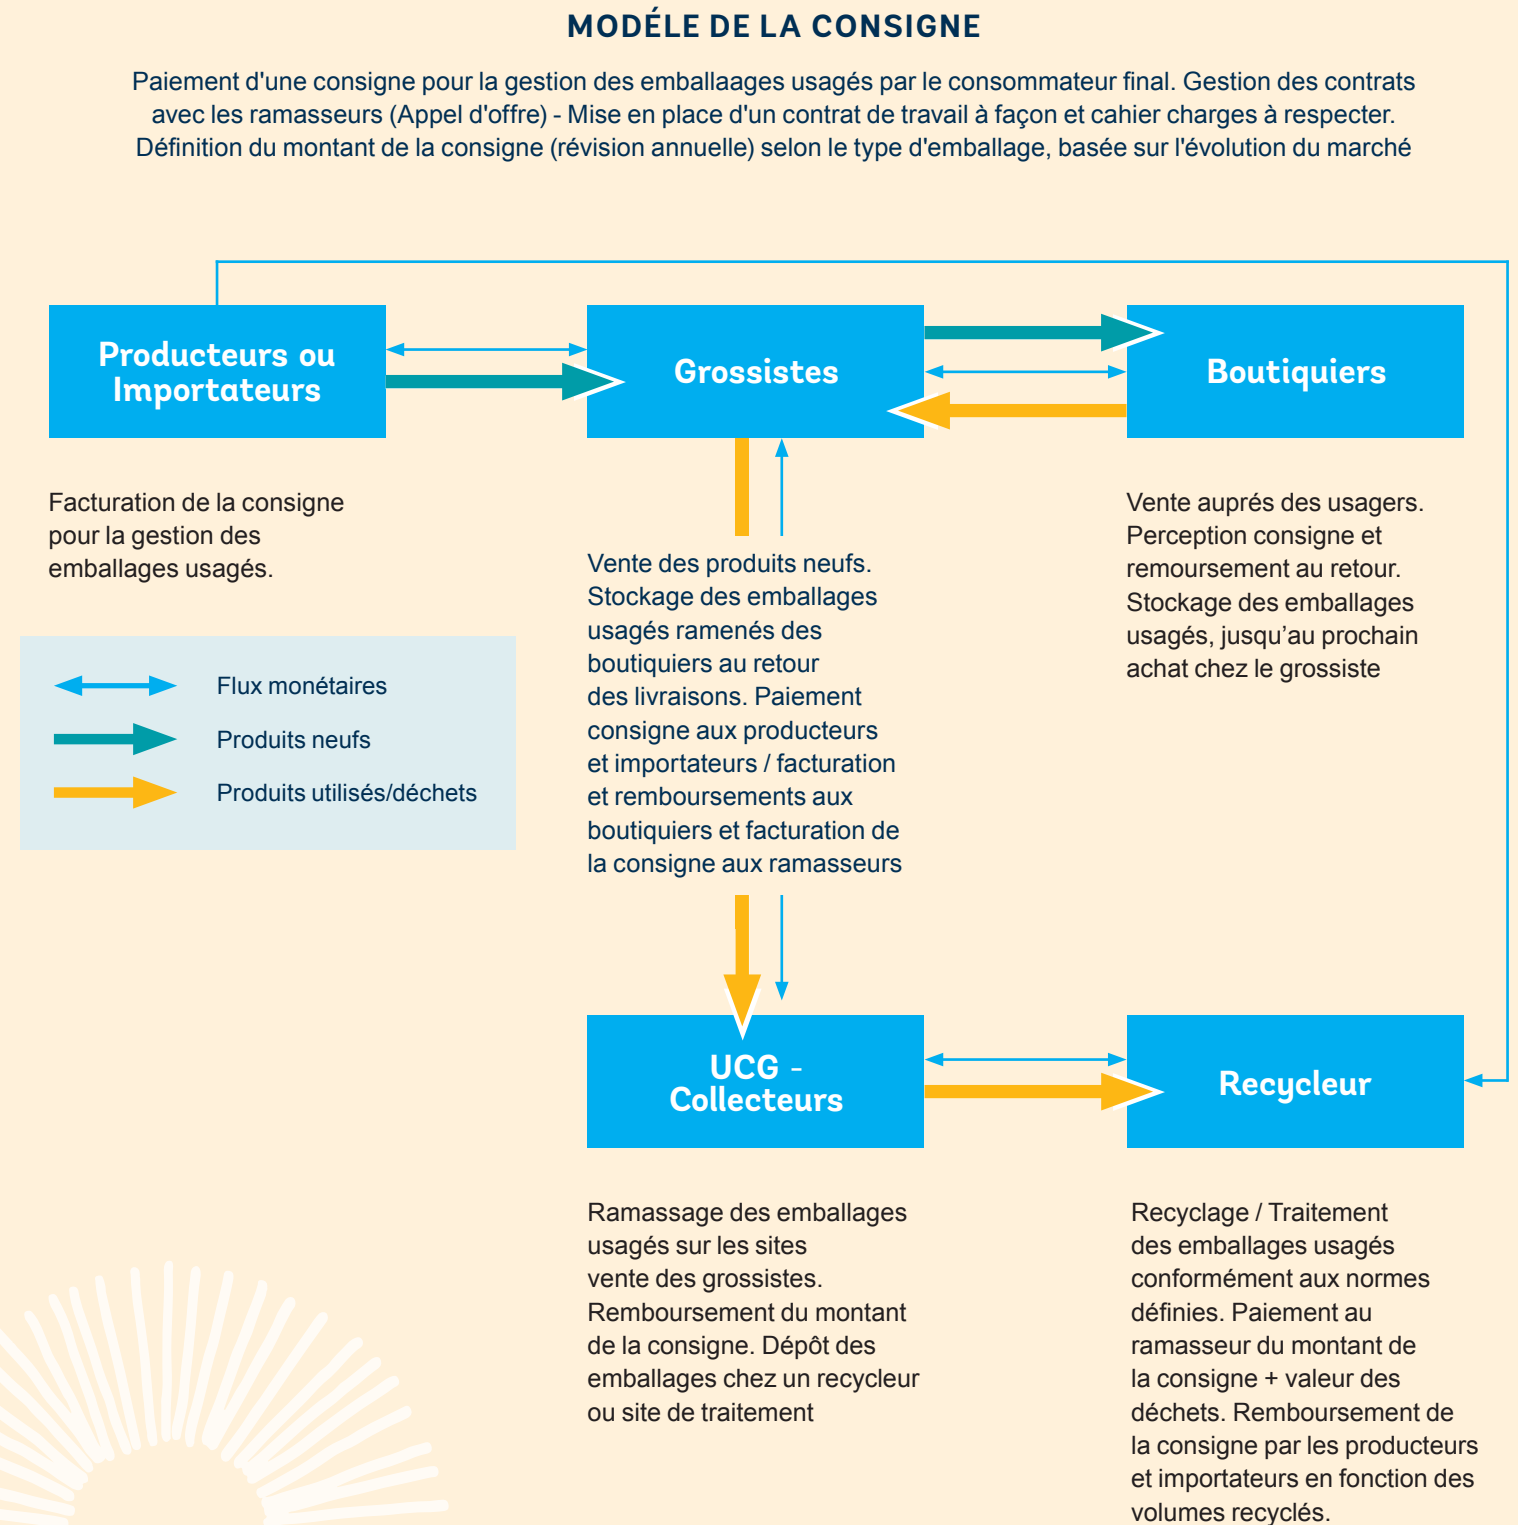 MODÉLE DE LA CONSIGNE
Paiement d'une consigne pour la gestion des emballaages usagés par le consommateur final. Gestion des contrats
avec les ramasseurs (Appel d'offre) - Mise en place d'un contrat de travail à façon et cahier charges à respecter.
Définition du montant de la consigne (révision annuelle) selon le type d'emballage, basée sur l'évolution du marché
Producteurs ou
Importateurs
Grossistes
Boutiquiers
Facturation de la consigne
pour la gestion des
emballages usagés.
Vente des produits neufs.
Stockage des emballages
usagés ramenés des
boutiquiers au retour
des livraisons. Paiement
consigne aux producteurs
et importateurs / facturation
et remboursements aux
boutiquiers et facturation de
la consigne aux ramasseurs
Vente auprés des usagers.
Perception consigne et
remoursement au retour.
Stockage des emballages
usagés, jusqu’au prochain
achat chez le grossiste
Flux monétaires
Produits neufs
Produits utilisés/déchets
UCG -
Collecteurs
Recycleur
Ramassage des emballages
usagés sur les sites
vente des grossistes.
Remboursement du montant
de la consigne. Dépôt des
emballages chez un recycleur
ou site de traitement
Recyclage / Traitement
des emballages usagés
conformément aux normes
définies. Paiement au
ramasseur du montant de
la consigne + valeur des
déchets. Remboursement de
la consigne par les producteurs
et importateurs en fonction des
volumes recyclés.